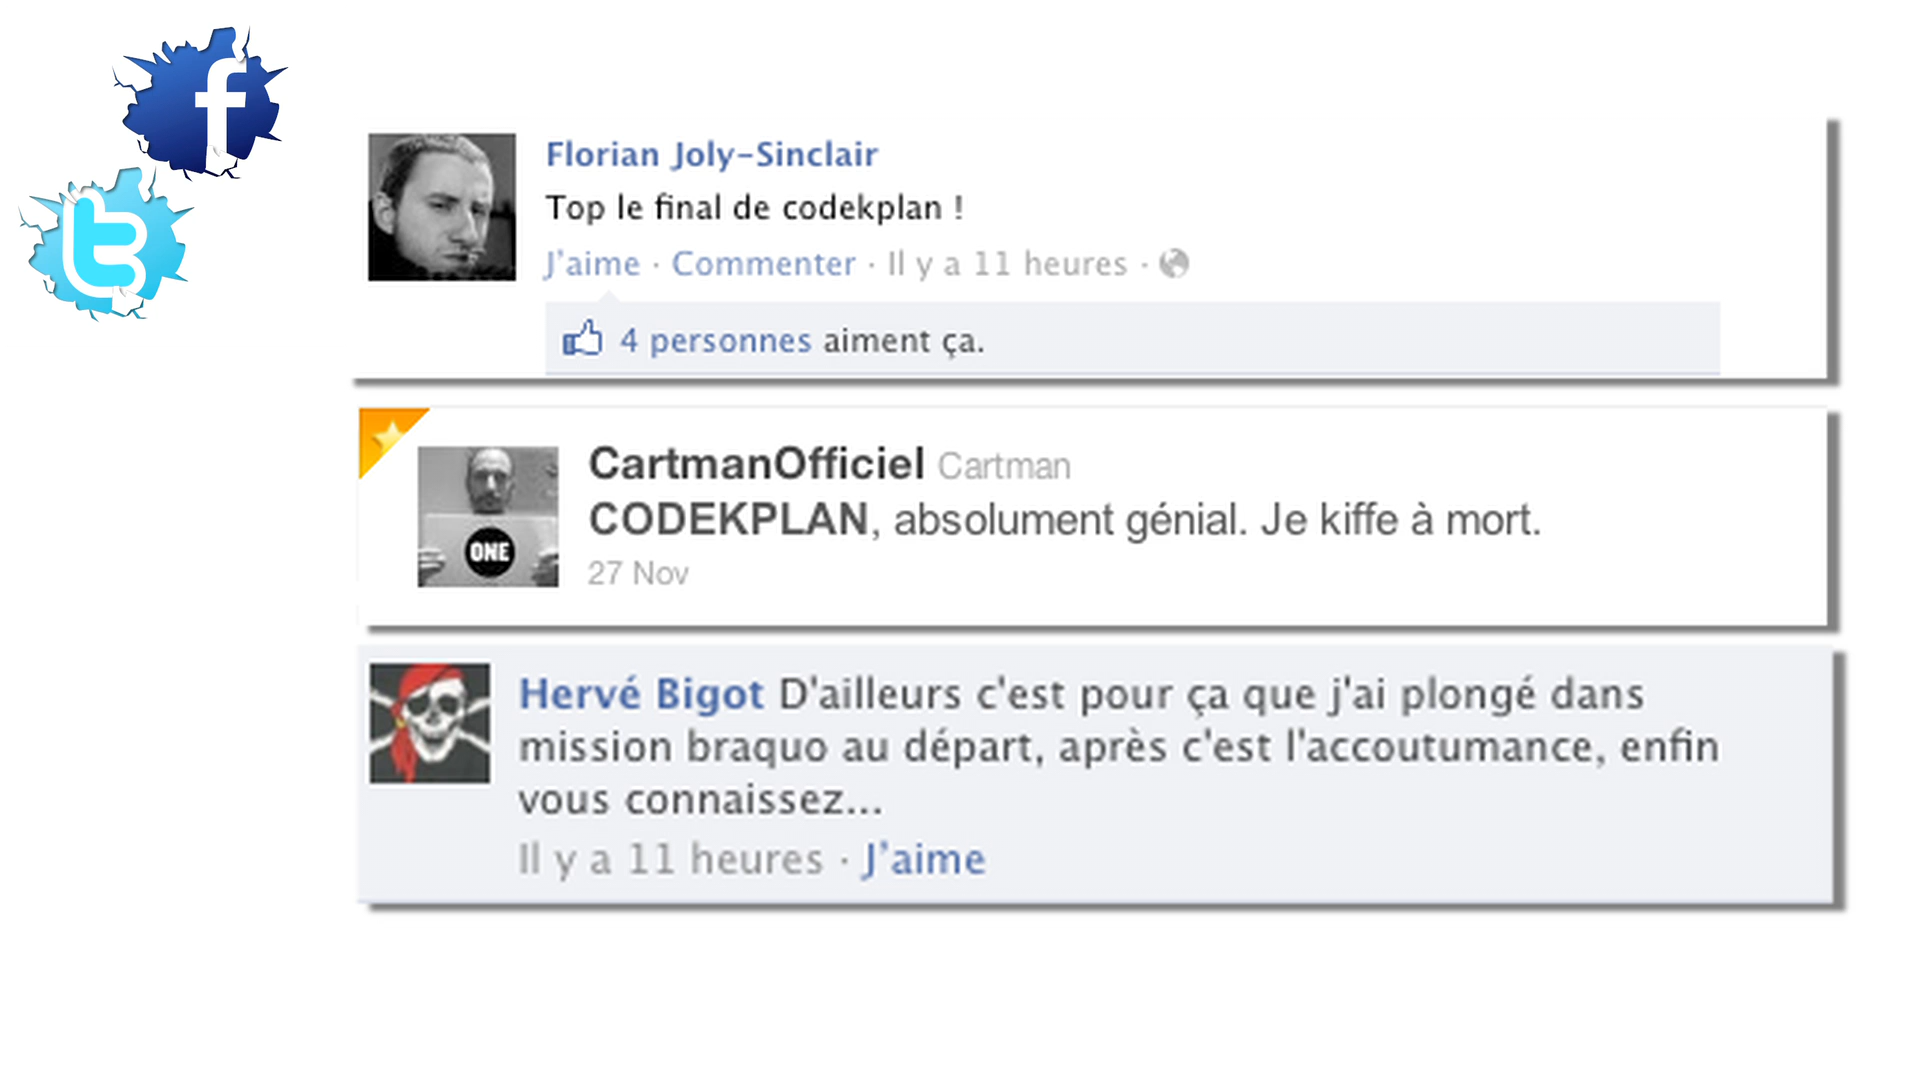 f
t
Florian Joly-Sinclair
Top le final de codekplan !
J'aime · Commenter · Il y a 11 heures ·
4 personnes aiment ça.
CartmanOfficiel Cartman
CODEKPLAN, absolument génial. Je kiffe à mort.
ONE
27 Nov
Hervé Bigot D'ailleurs c'est pour ça que j'ai plongé dans
mission braquo au départ, après c'est l'accoutumance, enfin
vous connaissez...
Il y a 11 heures · J'aime